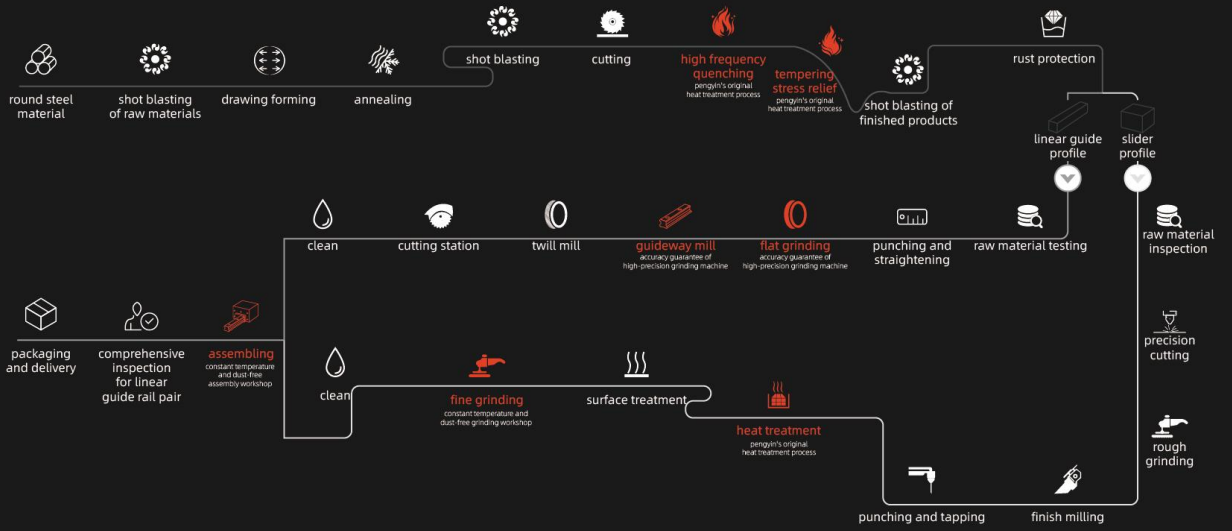 round steel
material
shot blasting
of raw materials
drawing forming
annealing
shot blasting
cutting
high frequency
quenching
pengyin's original
heat treatment process
tempering
stress relief
pengyin's original
heat treatment process
shot blasting of
finished products
rust protection
linear guide
profile
slider
profile
clean
cutting station
twill mill
guideway mill
accuracy guarantee of
high-precision grinding machine
flat grinding
accuracy guarantee of
high-precision grinding machine
punching and
straightening
raw material testing
raw material
inspection
packaging
and delivery
comprehensive
inspection
for linear
guide rail pair
assembling
constant temperature
and dust-free
assembly workshop
precision
cutting
clean
fine grinding
constant temperature and
dust-free grinding workshop
surface treatment
heat treatment
pengyin's original
heat treatment process
rough
grinding
punching and tapping
finish milling